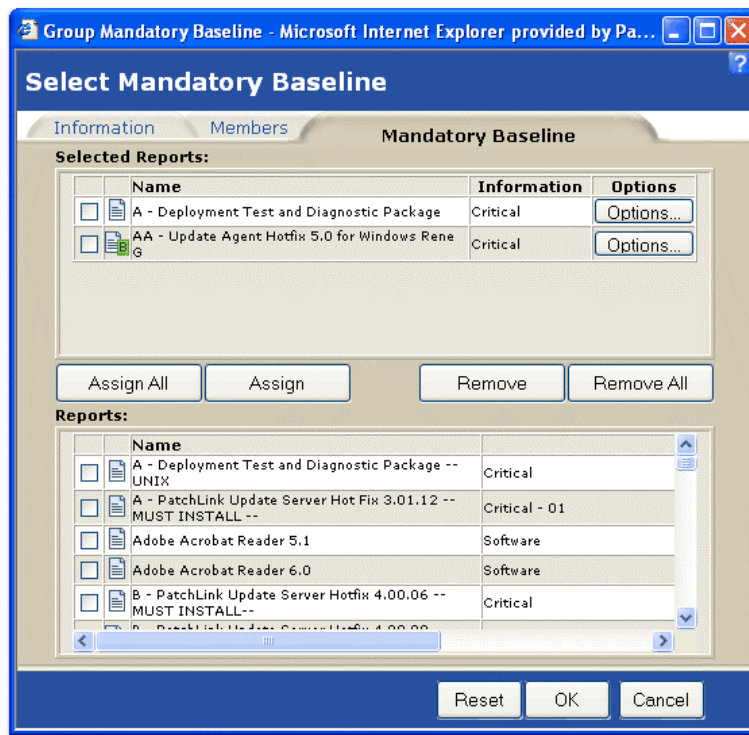 Group Mandatory Baseline - Microsoft Internet Explorer provided by Pa...
?
Select Mandatory Baseline
Information
Members
Mandatory Baseline
Selected Reports:
Name Information Options
A - Deployment Test and Diagnostic Package Critical Options...
B
AA - Update Agent Hotfix 5.0 for Windows Rene
G
Critical Options...
Assign All Assign Remove Remove All
Reports:
Name
A - Deployment Test and Diagnostic Package --
UNIX
Critical
A - PatchLink Update Server Hot Fix 3.01.12 --
MUST INSTALL --
Critical - 01
Adobe Acrobat Reader 5.1 Software
Adobe Acrobat Reader 6.0 Software
B - PatchLink Update Server Hotfix 4.00.06 --
MUST INSTALL--
Critical
Reset OK Cancel